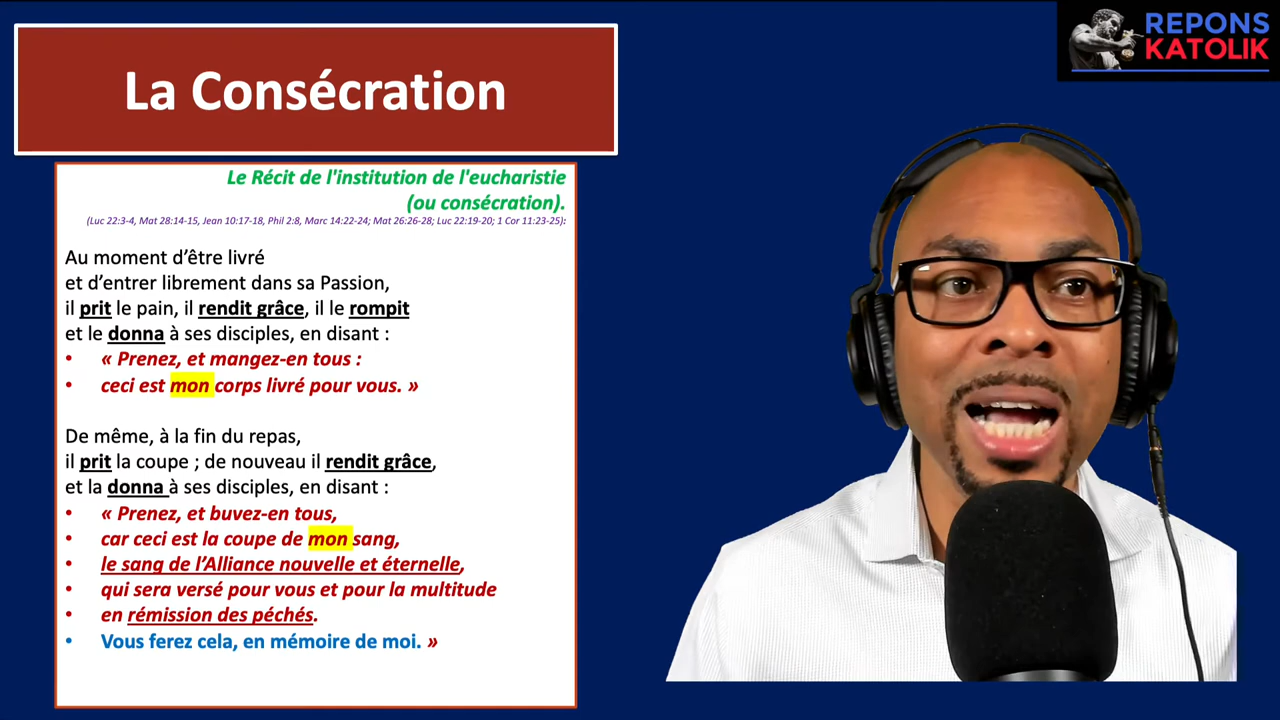 REPONS
KATOLIK
La Consécration
Le Récit de l'institution de l'eucharistie
(ou consécration).
(Luc 22:3-4, Mat 28:14-15, Jean 10:17-18, Phil 2:8, Marc 14:22-24; Mat 26:26-28; Luc 22:19-20; 1 Cor 11:23-25):
Au moment d’être livré
et d’entrer librement dans sa Passion,
il prit le pain, il rendit grâce, il le rompit
et le donna à ses disciples, en disant :
• « Prenez, et mangez-en tous :
• ceci est mon corps livré pour vous. »
De même, à la fin du repas,
il prit la coupe ; de nouveau il rendit grâce,
et la donna à ses disciples, en disant :
• « Prenez, et buvez-en tous,
• car ceci est la coupe de mon sang,
• le sang de l’Alliance nouvelle et éternelle,
• qui sera versé pour vous et pour la multitude
• en rémission des péchés.
• Vous ferez cela, en mémoire de moi. »